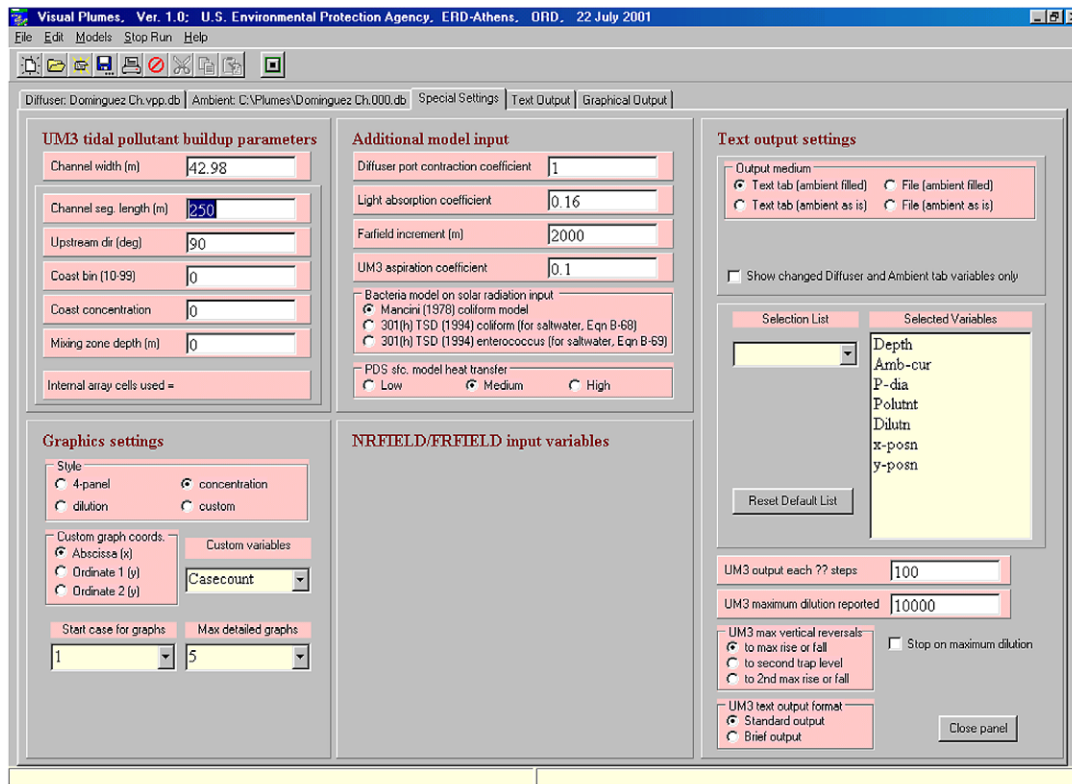 Visual Plumes, Ver. 1.0; U.S. Environmental Protection Agency, ERD-Athens, ORD, 22 July 2001
File Edit Models Stop Run Help
Diffuser: Dominguez Ch.vpp.db Ambient: C:\Plumes\Dominguez Ch.000.db Special Settings Text Output Graphical Output
UM3 tidal pollutant buildup parameters
Channel width (m) 42.98
Channel seg. length (m) 250
Upstream dir (deg) 90
Coast bin (10-99) 0
Coast concentration 0
Mixing zone depth (m) 0
Internal array cells used =
Additional model input
Diffuser port contraction coefficient 1
Light absorption coefficient 0.16
Farfield increment (m) 2000
UM3 aspiration coefficient 0.1
Bacteria model on solar radiation input
Mancini (1978) coliform model
301(h) TSD (1994) coliform (for saltwater, Eqn B-68)
301(h) TSD (1994) enterococcus (for saltwater, Eqn B-69)
PDS sfc. model heat transfer
Low Medium High
Text output settings
Output medium
Text tab (ambient filled) File (ambient filled)
Text tab (ambient as is) File (ambient as is)
Show changed Diffuser and Ambient tab variables only
Selection List
Selected Variables
Depth
Amb-cur
P-dia
Polutnt
Dilutn
x-posn
y-posn
Reset Default List
UM3 output each ?? steps 100
UM3 maximum dilution reported 10000
UM3 max vertical reversals
to max rise or fall
to second trap level
to 2nd max rise or fall
Stop on maximum dilution
UM3 text output format
Standard output
Brief output
Close panel
Graphics settings
Style
4-panel concentration
dilution custom
Custom graph coords.
Abscissa (x)
Ordinate 1 (y)
Ordinate 2 (y)
Custom variables
Casecount
Start case for graphs Max detailed graphs
1 5
NRFIELD/FRFIELD input variables